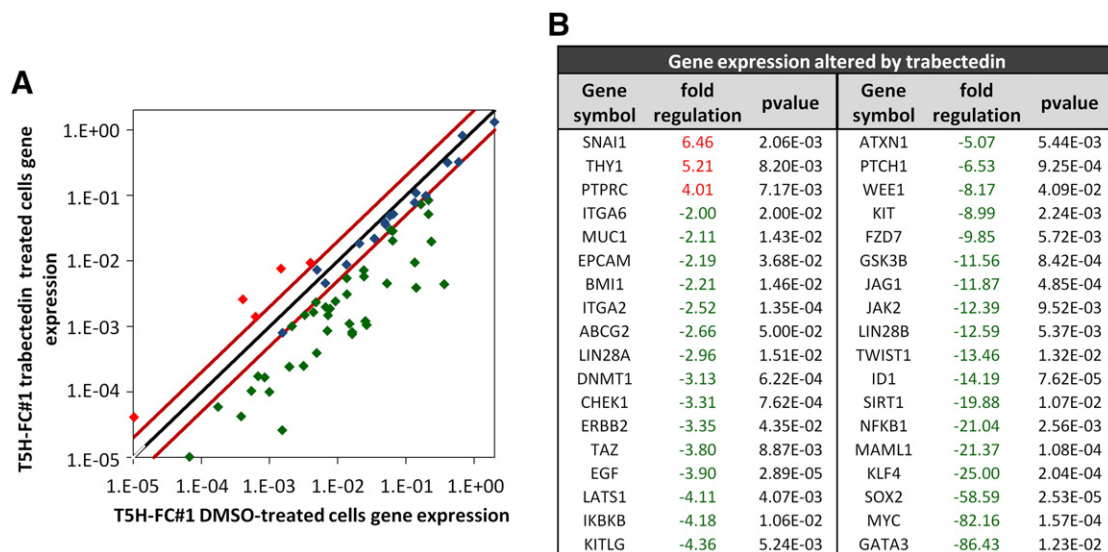 A
T5H-FC#1 trabectedin treated cells gene
expression
1.E+00
1.E-01
1.E-02
1.E-03
1.E-04
1.E-05
1.E-05 1.E-04 1.E-03 1.E-02 1.E-01 1.E+00
T5H-FC#1 DMSO-treated cells gene expression
B
Gene expression altered by trabectedin
Gene symbol fold regulation pvalue Gene symbol fold regulation pvalue
SNAI1 6.46 2.06E-03 ATXN1 -5.07 5.44E-03
THY1 5.21 8.20E-03 PTCH1 -6.53 9.25E-04
PTPRC 4.01 7.17E-03 WEE1 -8.17 4.09E-02
ITGA6 -2.00 2.00E-02 KIT -8.99 2.24E-03
MUC1 -2.11 1.43E-02 FZD7 -9.85 5.72E-03
EPCAM -2.19 3.68E-02 GSK3B -11.56 8.42E-04
BMI1 -2.21 1.46E-02 JAG1 -11.87 4.85E-04
ITGA2 -2.52 1.35E-04 JAK2 -12.39 9.52E-03
ABCG2 -2.66 5.00E-02 LIN28B -12.59 5.37E-03
LIN28A -2.96 1.51E-02 TWIST1 -13.46 1.32E-02
DNMT1 -3.13 6.22E-04 ID1 -14.19 7.62E-05
CHEK1 -3.31 7.62E-04 SIRT1 -19.88 1.07E-02
ERBB2 -3.35 4.35E-02 NFKB1 -21.04 2.56E-03
TAZ -3.80 8.87E-03 MAML1 -21.37 1.08E-04
EGF -3.90 2.89E-05 KLF4 -25.00 2.04E-04
LATS1 -4.11 4.07E-03 SOX2 -58.59 2.53E-05
IKBKB -4.18 1.06E-02 MYC -82.16 1.57E-04
KITLG -4.36 5.24E-03 GATA3 -86.43 1.23E-02